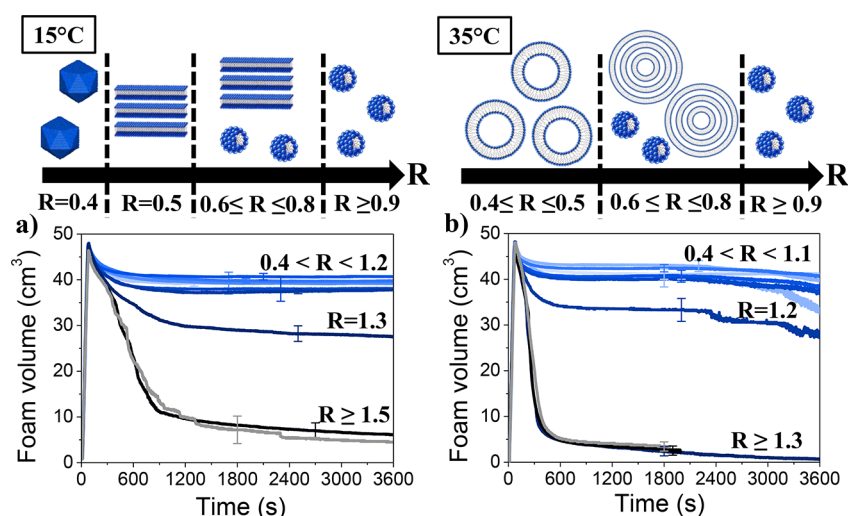 15°C
35°C
R
R
R=0.4 R=0.5 0.6≤ R ≤0.8 R ≥0.9
0.4≤ R ≤0.5 0.6 ≤ R ≤0.8 R ≥ 0.9
a)
50
40
30
20
10
0
Foam volume (cm³)
0.4 < R < 1.2
R=1.3
R ≥ 1.5
0 600 1200 1800 2400 3000 3600
Time (s)
b)
50
40
30
20
10
0
Foam volume (cm³)
0.4 < R < 1.1
R=1.2
R ≥ 1.3
0 600 1200 1800 2400 3000 3600
Time (s)